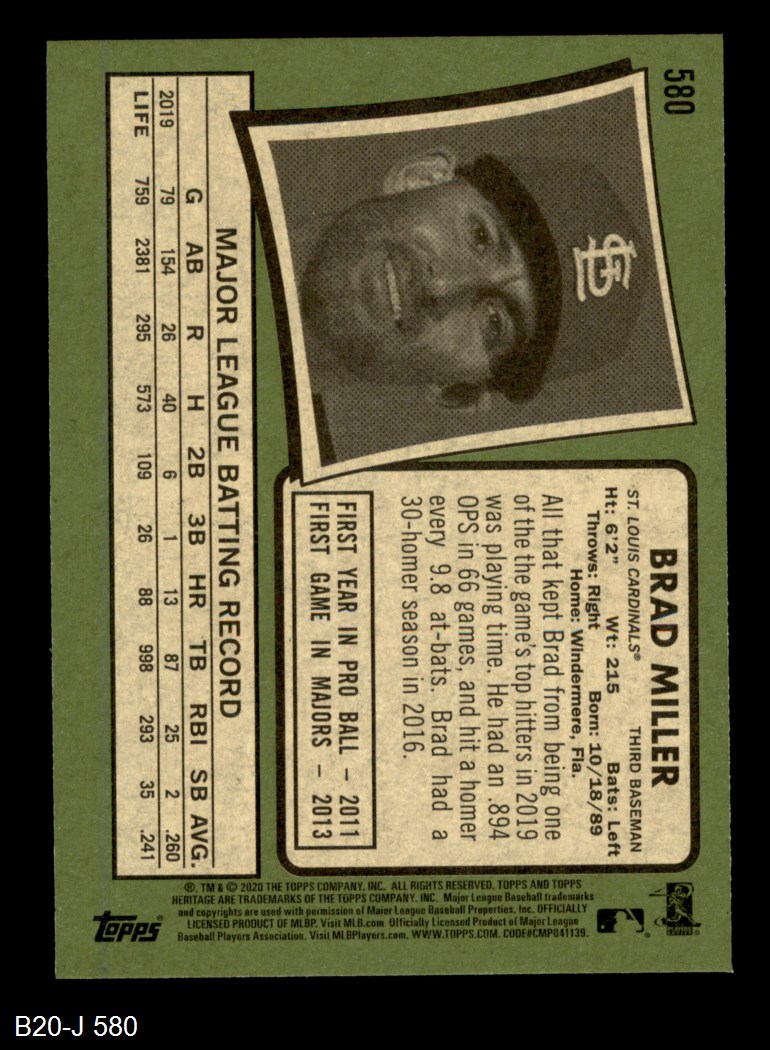 580
BRAD MILLER
ST. LOUIS CARDINALS® THIRD BASEMAN
Ht: 6'2" Wt: 215 Bats: Left
Throws: Right Born: 10/18/89
Home: Windermere, Fla.
All that kept Brad from being one
of the the game's top hitters in 2019
was playing time. He had an .894
OPS in 66 games, and hit a homer
every 9.8 at-bats. Brad had a
30-homer season in 2016.
FIRST YEAR IN PRO BALL – 2011
FIRST GAME IN MAJORS – 2013
MAJOR LEAGUE BATTING RECORD
G AB R H 2B 3B HR TB RBI SB AVG.
2019 79 154 26 40 6 1 13 87 25 2 .260
LIFE 759 2381 295 573 109 26 88 998 293 35 .241
®, TM & © 2020 THE TOPPS COMPANY, INC. ALL RIGHTS RESERVED. TOPPS AND TOPPS
HERITAGE ARE TRADEMARKS OF THE TOPPS COMPANY, INC. Major League Baseball trademarks
and copyrights are used with permission of Major League Baseball Properties, Inc. OFFICIALLY
LICENSED PRODUCT OF MLBP. Visit MLB.com. Officially Licensed Product of Major League
Baseball Players Association. Visit MLBPlayers.com. WWW.TOPPS.COM. CODE#CMP041139.
TOPPS
B20-J 580